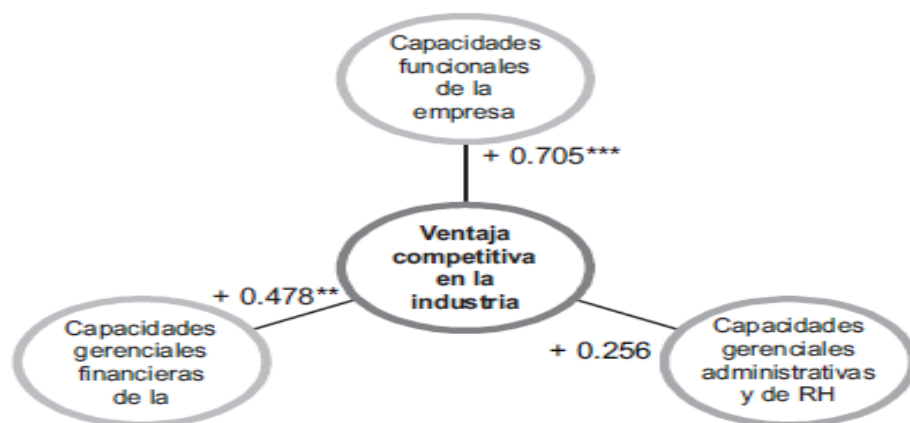 Capacidades
funcionales
de la
empresa
+ 0.705***
Ventaja
competitiva
en la
industria
+ 0.478**
Capacidades
gerenciales
financieras
de la
+ 0.256
Capacidades
gerenciales
administrativas
y de RH